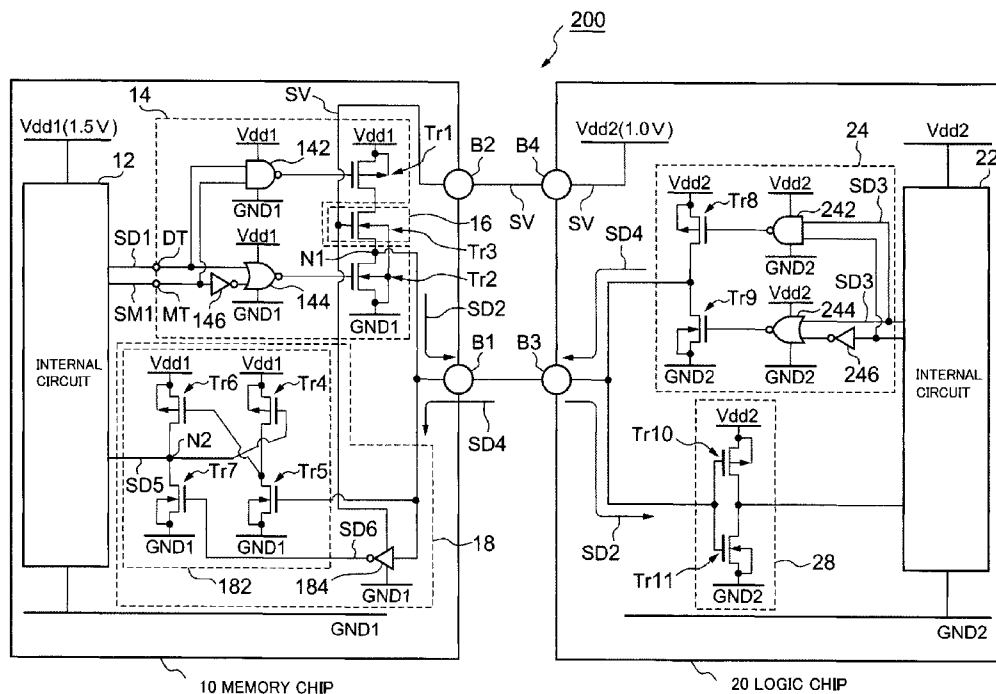 200
SV
14
Vdd1(1.5V)
12
Vdd1
142
Vdd1
Tr1
B2
B4
Vdd2(1.0V)
24
Vdd2
22
GND1
SV
SV
Vdd2
Tr8
Vdd2
242
SD3
SD1
DT
Vdd1
16
N1
Tr3
GND2
SD4
SM1
MT
146
144
Tr2
Tr9
Vdd2
244
SD3
GND1
GND1
SD2
B1
B3
GND2
GND2
246
INTERNAL
CIRCUIT
INTERNAL
CIRCUIT
Vdd1
Vdd1
Tr6
Tr4
SD4
Vdd2
Tr10
N2
SD5
Tr7
Tr5
SD6
18
SD2
GND1
GND1
182
184
GND1
Tr11
28
GND2
GND1
GND2
10 MEMORY CHIP
20 LOGIC CHIP